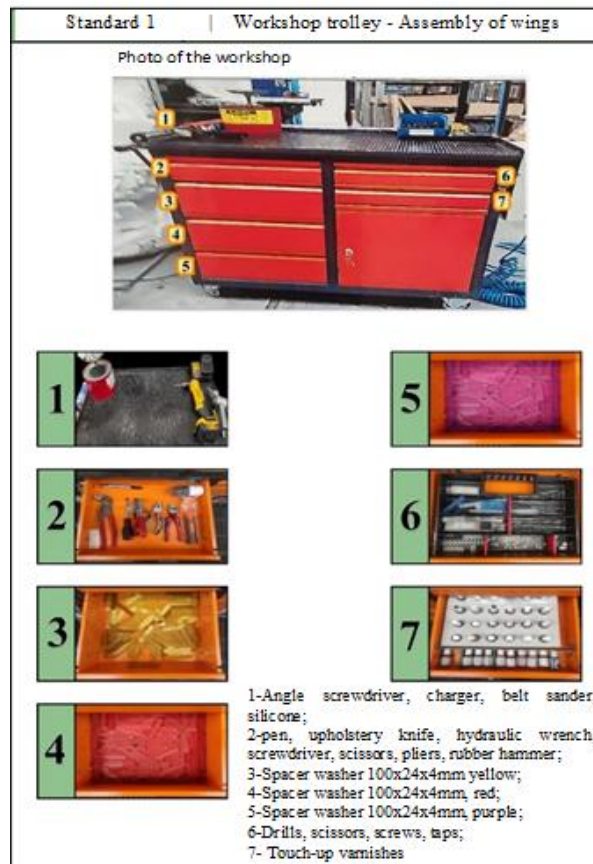 Standard 1 | Workshop trolley - Assembly of wings
Photo of the workshop
1
2
3
4
5
6
7
1
5
2
6
3
7
4
1-Angle screwdriver, charger, belt sander,
silicone;
2-pen, upholstery knife, hydraulic wrench,
screwdriver, scissors, pliers, rubber hammer;
3-Spacer washer 100x24x4mm yellow;
4-Spacer washer 100x24x4mm, red;
5-Spacer washer 100x24x4mm, purple;
6-Drills, scissors, screws, taps;
7- Touch-up varnishes